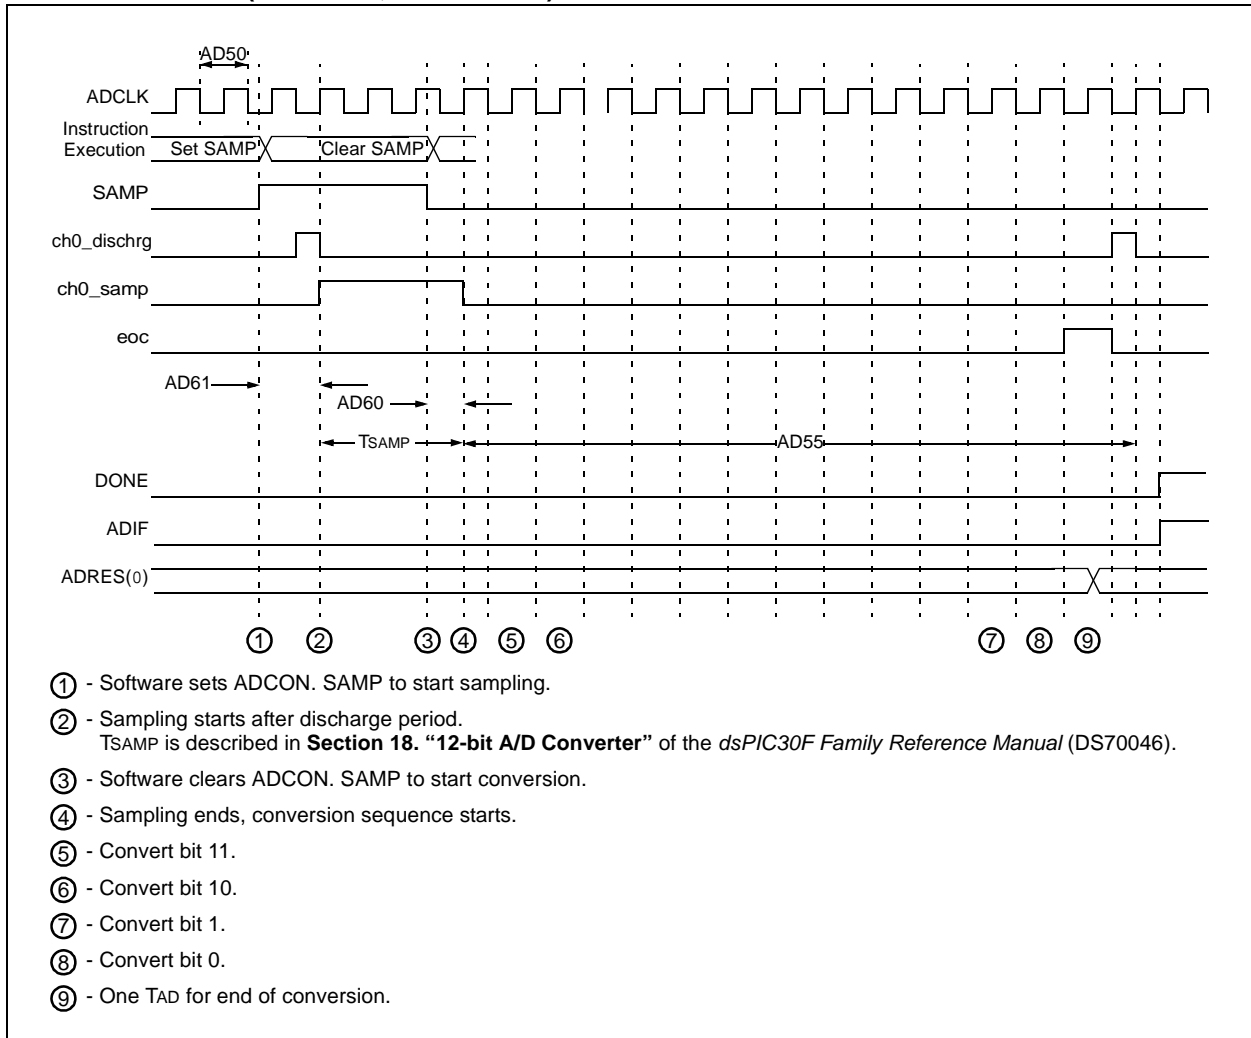 AD50
ADCLK
Instruction
Execution
Set SAMP
Clear SAMP
SAMP
ch0_dischrg
ch0_samp
eoc
AD61
AD60
TSAMP
AD55
DONE
ADIF
ADRES(0)
1 2 3 4 5 6 7 8 9
1 - Software sets ADCON. SAMP to start sampling.
2 - Sampling starts after discharge period.
TSAMP is described in Section 18. “12-bit A/D Converter” of the dsPIC30F Family Reference Manual (DS70046).
3 - Software clears ADCON. SAMP to start conversion.
4 - Sampling ends, conversion sequence starts.
5 - Convert bit 11.
6 - Convert bit 10.
7 - Convert bit 1.
8 - Convert bit 0.
9 - One TAD for end of conversion.